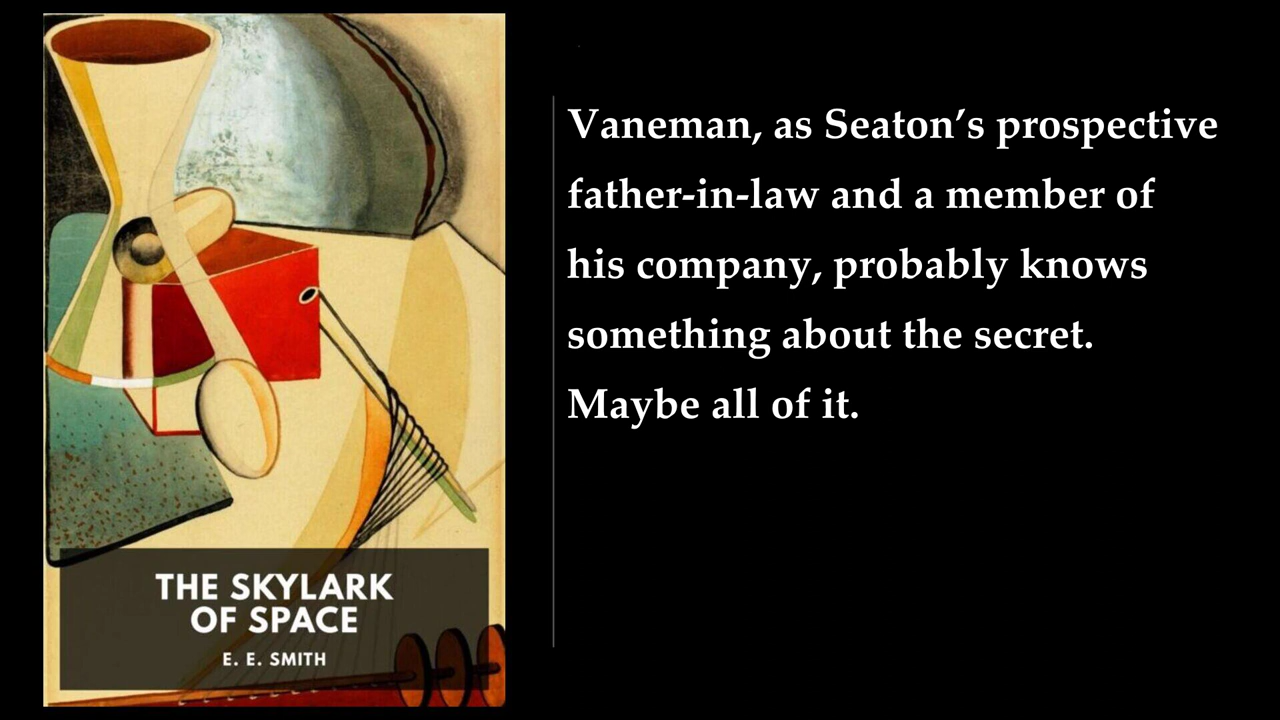 THE SKYLARK
OF SPACE
E. E. SMITH
Vaneman, as Seaton’s prospective
father-in-law and a member of
his company, probably knows
something about the secret.
Maybe all of it.